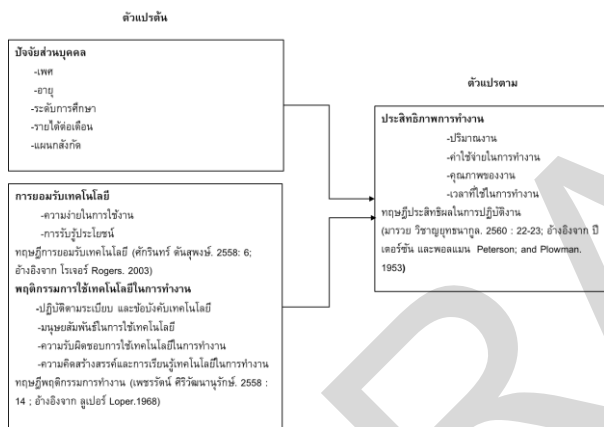 ตัวแปรต้น
ปัจจัยส่วนบุคคล
-เพศ
-อายุ
-ระดับการศึกษา
-รายได้ต่อเดือน
-แผนกสังกัด
การยอมรับเทคโนโลยี
-ความง่ายในการใช้งาน
-การรับรู้ประโยชน์
ทฤษฎีการยอมรับเทคโนโลยี (ศักรินทร์ ตันสุพงษ์. 2558: 6;
อ้างอิงจาก โรเจอร์ Rogers. 2003)
พฤติกรรมการใช้เทคโนโลยีในการทำงาน
-ปฏิบัติตามระเบียบ และข้อบังคับเทคโนโลยี
-มนุษยสัมพันธ์ในการใช้เทคโนโลยี
-ความรับผิดชอบการใช้เทคโนโลยีในการทำงาน
-ความคิดสร้างสรรค์และการเรียนรู้เทคโนโลยีในการทำงาน
ทฤษฎีพฤติกรรมการทำงาน (เพชรรัตน์ ศิริวัฒนานุรักษ์. 2558 :
14 ; อ้างอิงจาก ลูเปอร์ Loper.1968)
ตัวแปรตาม
ประสิทธิภาพการทำงาน
-ปริมาณงาน
-ค่าใช้จ่ายในการทำงาน
-คุณภาพของงาน
-เวลาที่ใช้ในการทำงาน
ทฤษฎีประสิทธิผลในการปฏิบัติงาน
(มารวย วิชาญยุทธนากูล. 2560 : 22-23; อ้างอิงจาก ปี
เตอร์ซัน และพอลแมน Peterson; and Plowman.
1953)